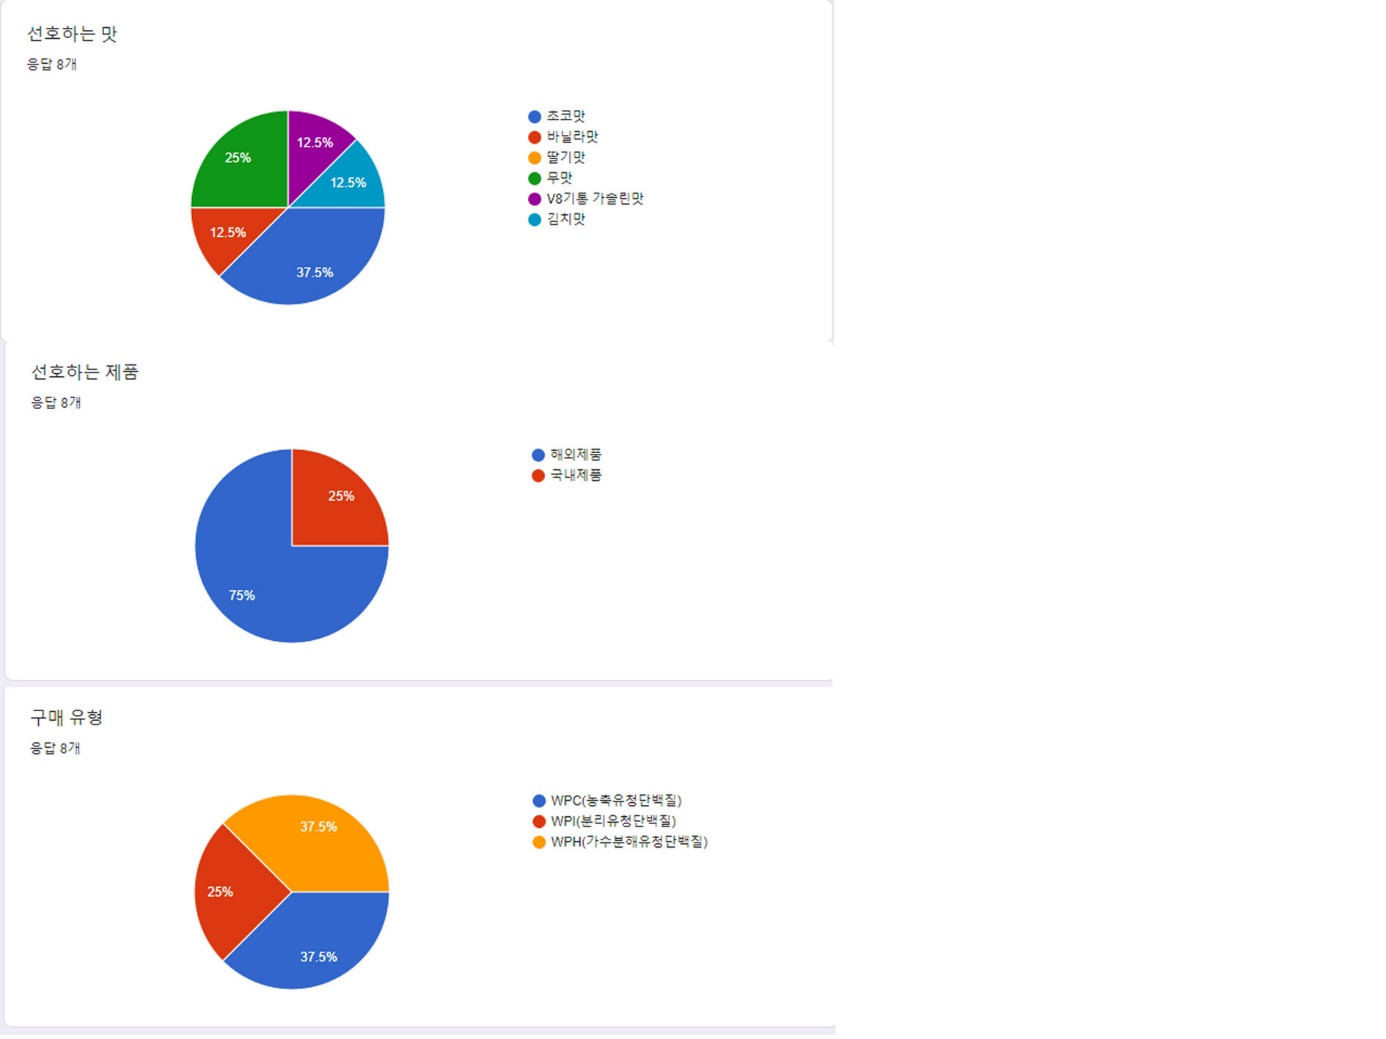 선호하는 맛
응답 8개
초코맛
바닐라맛
딸기맛
무맛
V8기통 가솔린맛
김치맛
12.5%
25%
12.5%
12.5%
37.5%
선호하는 제품
응답 8개
해외제품
국내제품
25%
75%
구매 유형
응답 8개
WPC(농축유청단백질)
WPI(분리유청단백질)
WPH(가수분해유청단백질)
37.5%
25%
37.5%